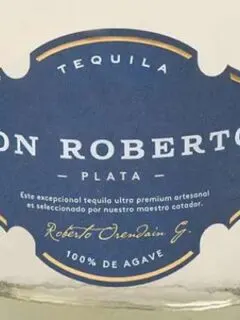 TEQUILA
ON ROBERTO
— PLATA —
Este excepcional tequila ultra premium artesanal
es seleccionado por nuestro maestro catador.
Roberto Orendain G.
100% DE AGAVE